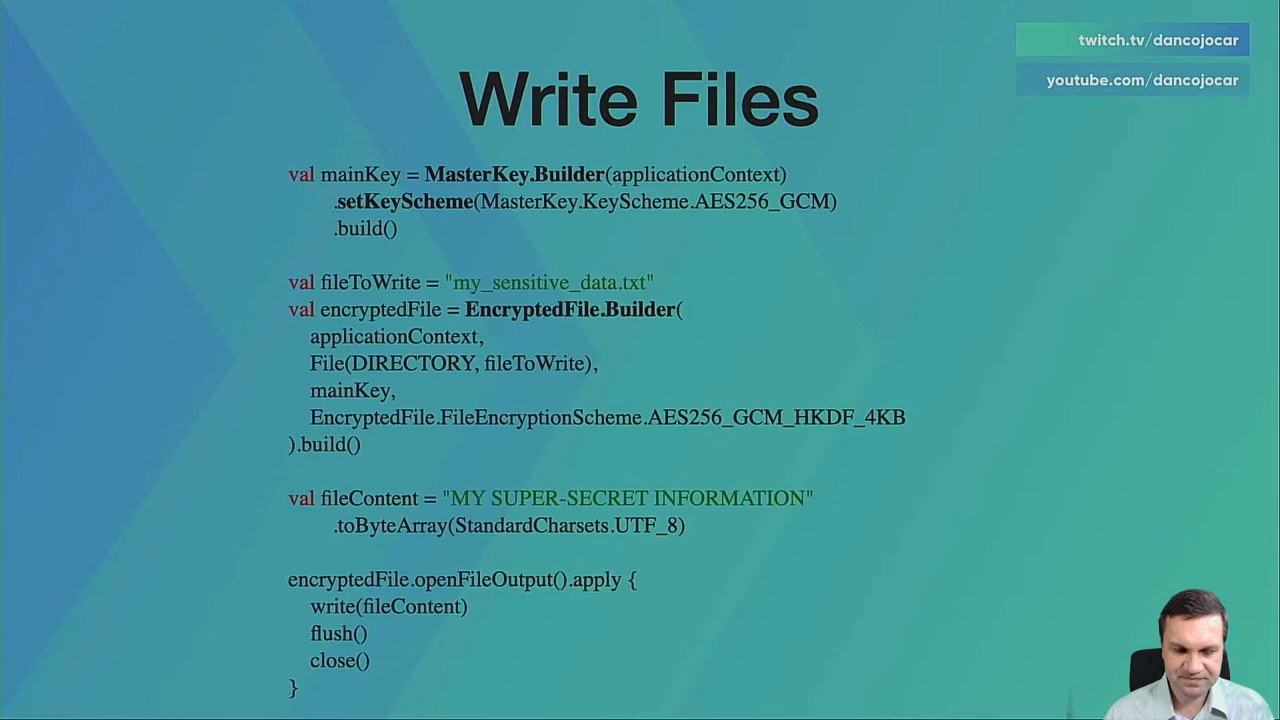 twitch.tv/dancojocar
youtube.com/dancojocar
Write Files
val mainKey = MasterKey.Builder(applicationContext)
.setKeyScheme(MasterKey.KeyScheme.AES256_GCM)
.build()
val fileToWrite = "my_sensitive_data.txt"
val encryptedFile = EncryptedFile.Builder(
applicationContext,
File(DIRECTORY, fileToWrite),
mainKey,
EncryptedFile.FileEncryptionScheme.AES256_GCM_HKDF_4KB
).build()
val fileContent = "MY SUPER-SECRET INFORMATION"
.toByteArray(StandardCharsets.UTF_8)
encryptedFile.openFileOutput().apply {
write(fileContent)
flush()
close()
}